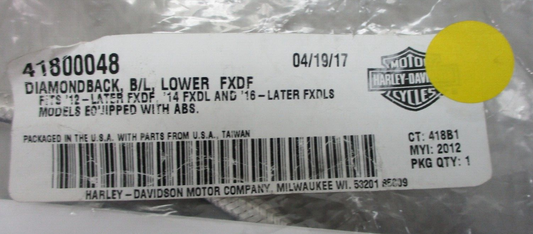 41800048 04/19/17
DIAMONDBACK, B/L, LOWER FXDF
FITS '12-LATER FXDF, '14 FXDL AND '16-LATER FXDLS
MODELS EQUIPPED WITH ABS.
MOTOR
HARLEY-DAVIDSON
CYCLES
PACKAGED IN THE U.S.A. WITH PARTS FROM U.S.A., TAIWAN
CT: 418B1
MYI: 2012
PKG QTY: 1
HARLEY-DAVIDSON MOTOR COMPANY, MILWAUKEE WI. 53201